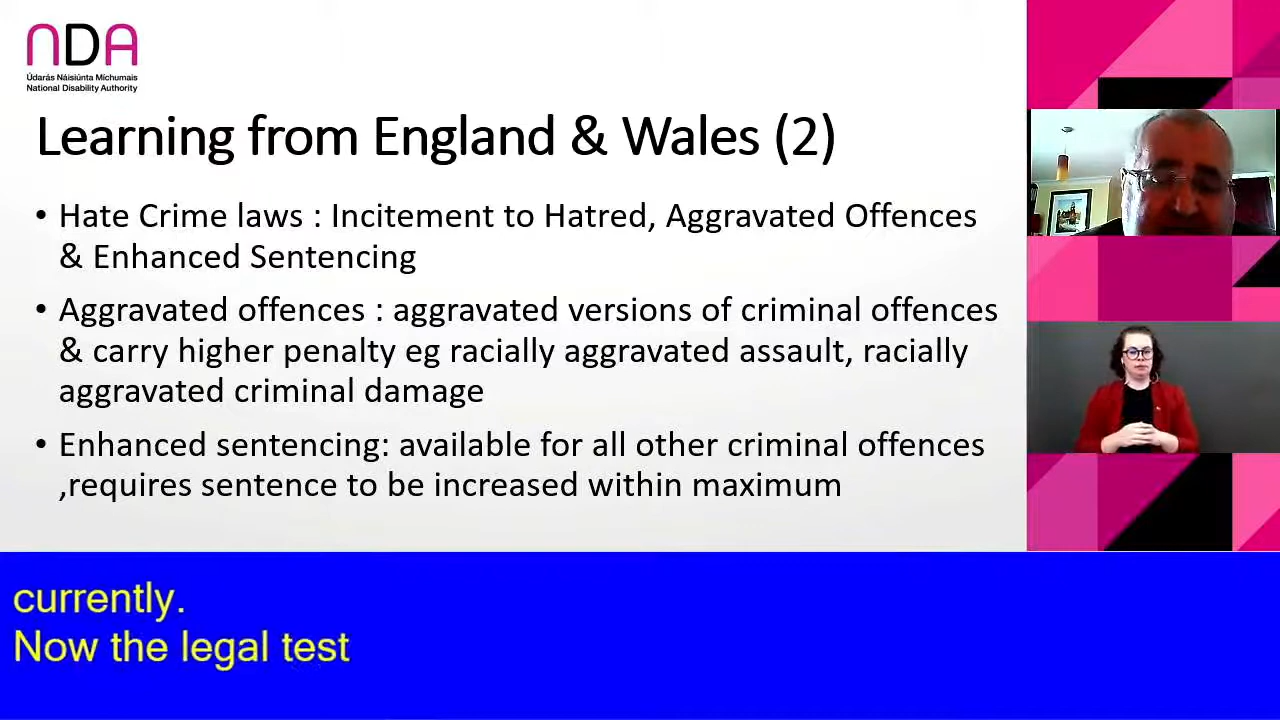 NDA
Údarás Náisiúnta Míchumais
National Disability Authority
Learning from England & Wales (2)
• Hate Crime laws : Incitement to Hatred, Aggravated Offences
& Enhanced Sentencing
• Aggravated offences : aggravated versions of criminal offences
& carry higher penalty eg racially aggravated assault, racially
aggravated criminal damage
• Enhanced sentencing: available for all other criminal offences
,requires sentence to be increased within maximum
currently.
Now the legal test